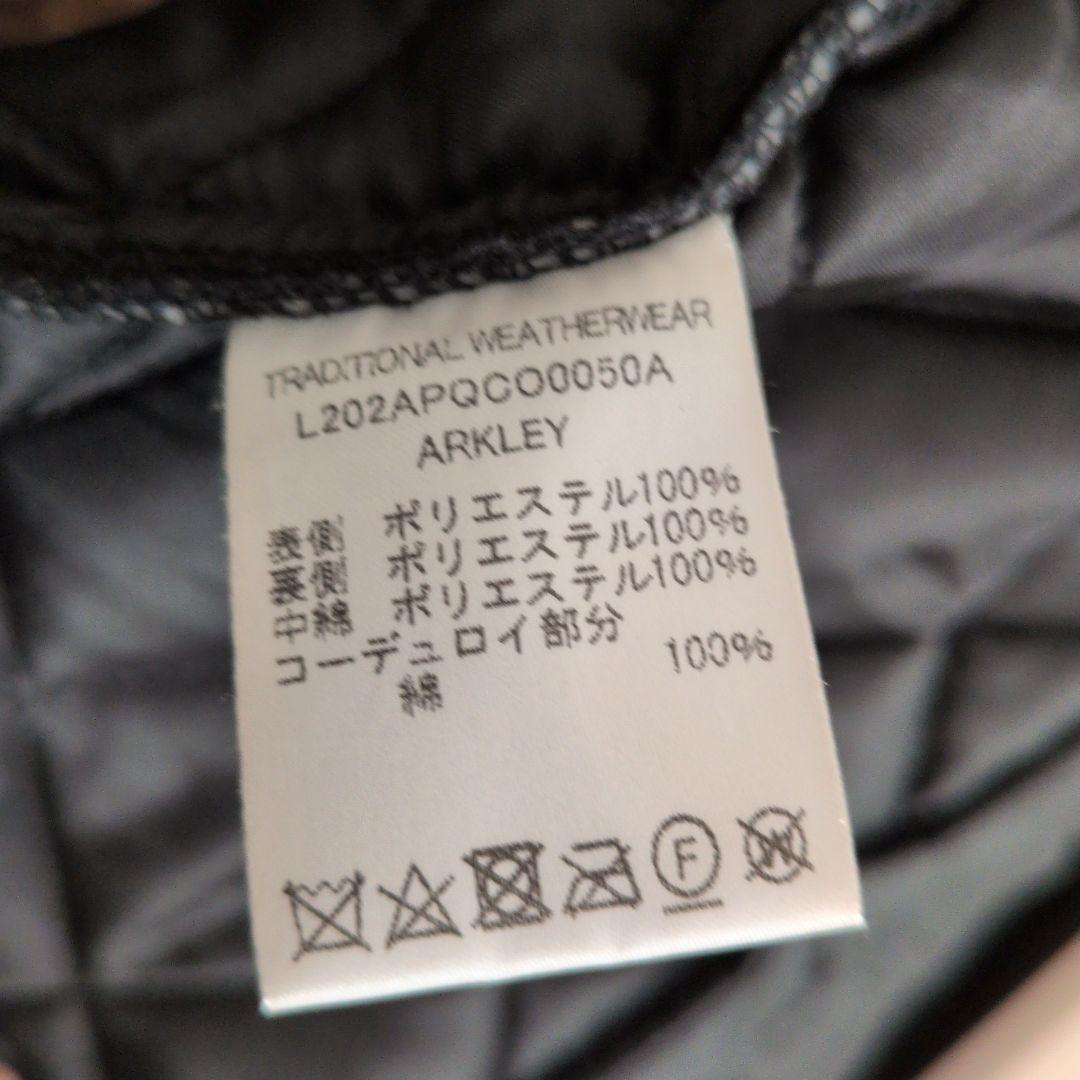 TRADITIONAL WEATHERWEAR
L202APQCO0050A
ARKLEY
表側 ポリエステル100%
裏側 ポリエステル100%
中綿 ポリエステル100%
コーデュロイ部分
綿 100%
F
W